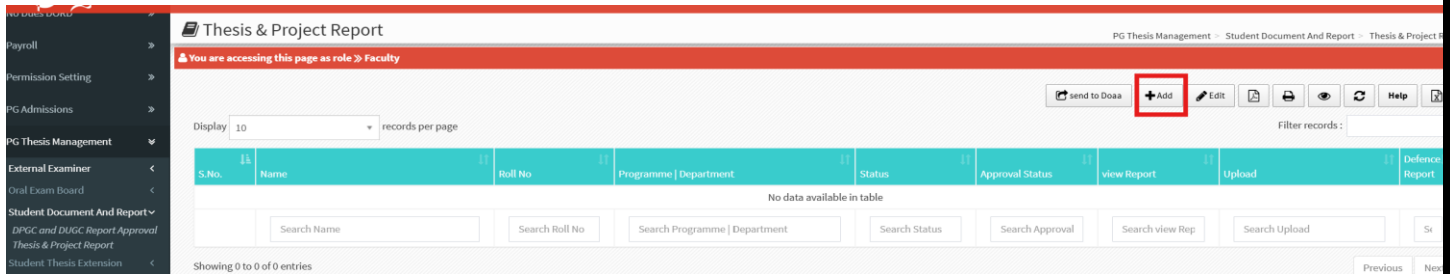 No Dues DORD
Payroll
Permission Setting
PG Admissions
PG Thesis Management
External Examiner
Oral Exam Board
Student Document And Report
DPGC and DUGC Report Approval
Thesis & Project Report
Student Thesis Extension
Thesis & Project Report
PG Thesis Management > Student Document And Report > Thesis & Project
You are accessing this page as role » Faculty
send to Doaa Add Edit Help
Display 10 records per page Filter records :
S.No. Name Roll No Programme | Department Status Approval Status view Report Upload Defence Report
No data available in table
Search Name Search Roll No Search Programme | Department Search Status Search Approval Search view Rep Search Upload
Showing 0 to 0 of 0 entries Previous